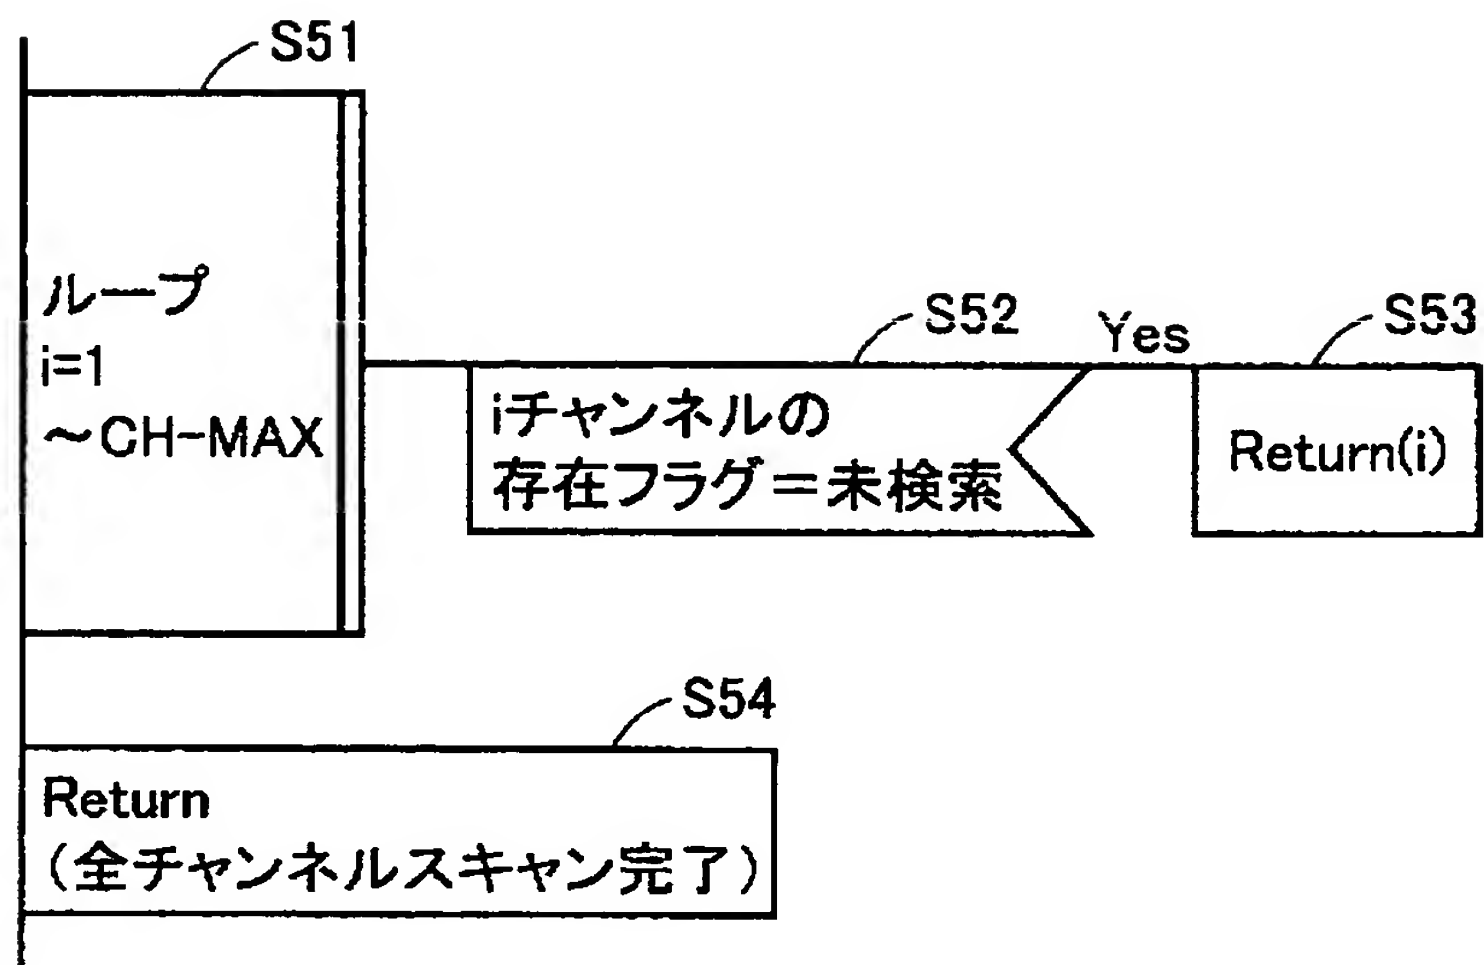 S51
ループ
i=1
～CH-MAX
S52
iチャンネルの
存在フラグ＝未検索
Yes
S53
Return(i)
S54
Return
（全チャンネルスキャン完了）